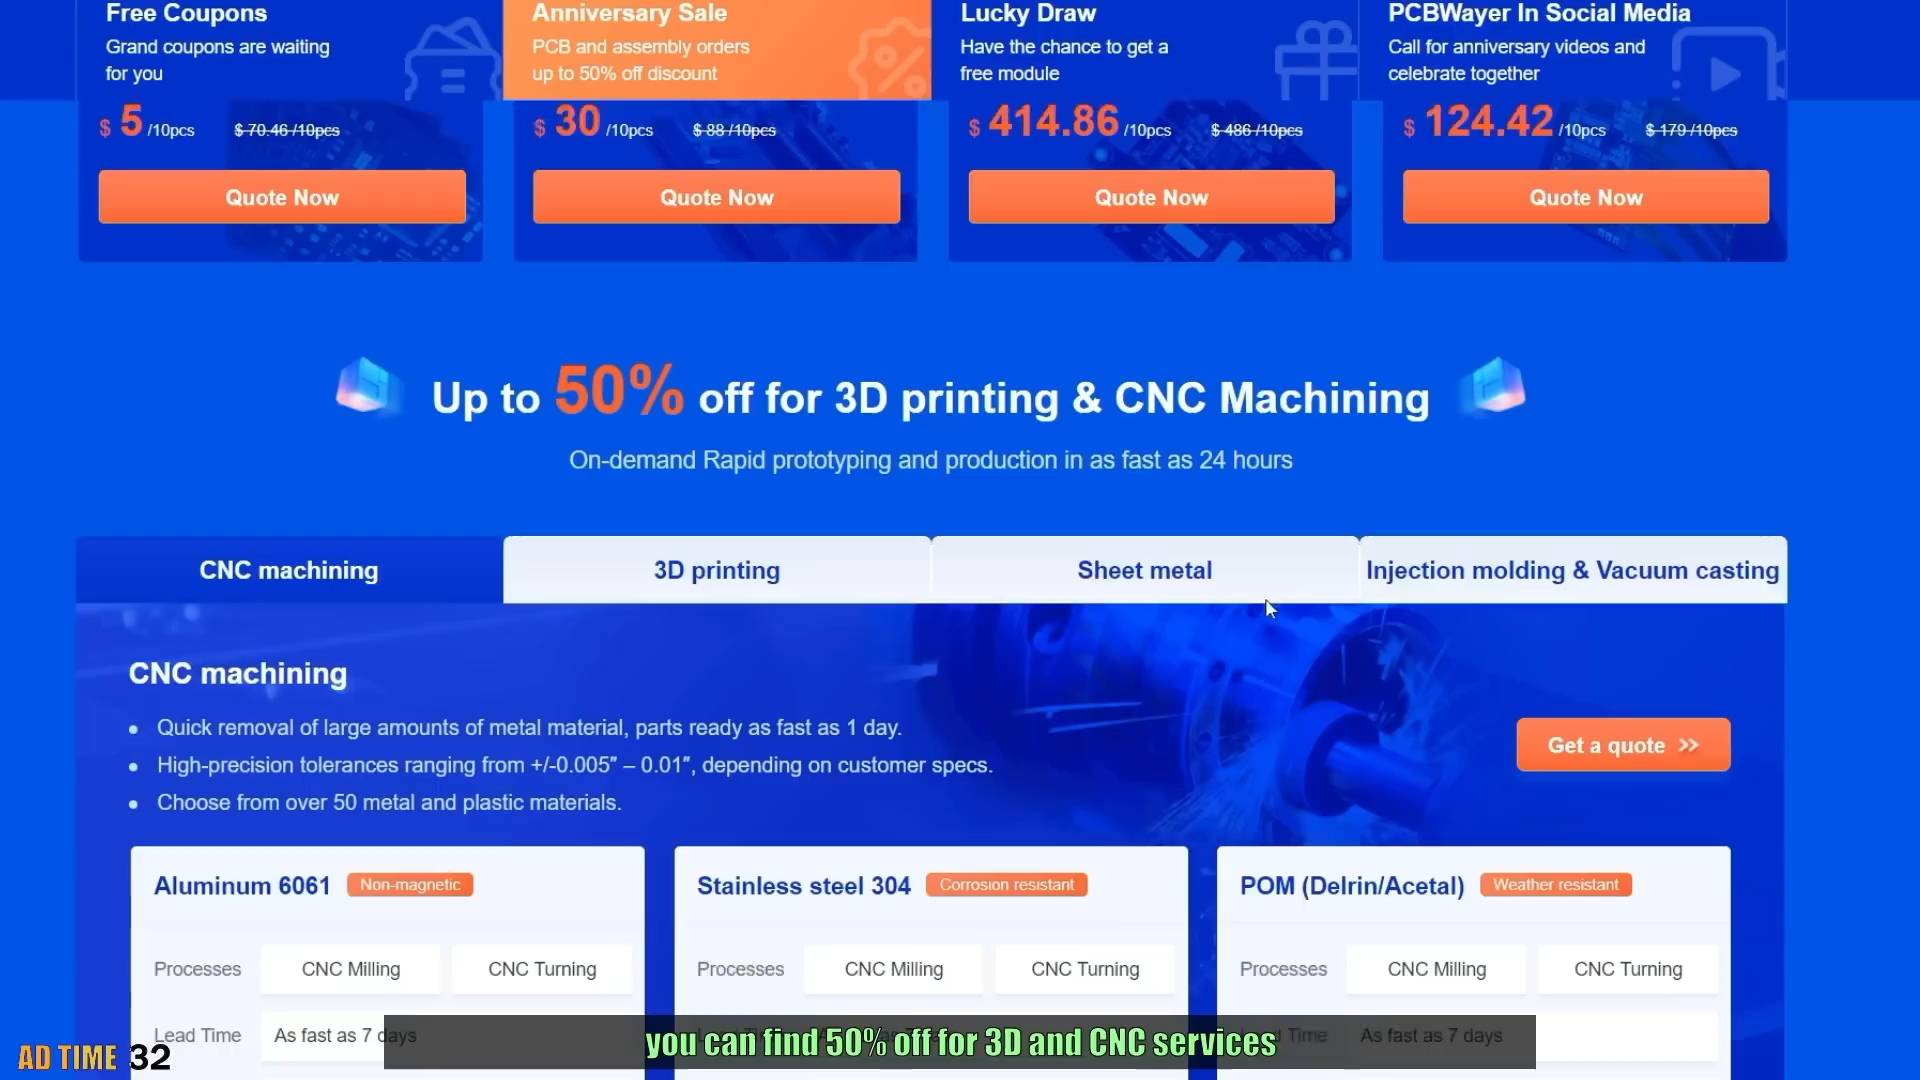 Free Coupons
Grand coupons are waiting
for you
Anniversary Sale
PCB and assembly orders
up to 50% off discount
Lucky Draw
Have the chance to get a
free module
PCBWayer In Social Media
Call for anniversary videos and
celebrate together
$ 5 /10pcs $ 70.46 /10pcs
$ 30 /10pcs $ 88 /10pcs
$ 414.86 /10pcs $ 486 /10pcs
$ 124.42 /10pcs $ 179 /10pcs
Quote Now
Quote Now
Quote Now
Quote Now
Up to 50% off for 3D printing & CNC Machining
On-demand Rapid prototyping and production in as fast as 24 hours
CNC machining
3D printing
Sheet metal
Injection molding & Vacuum casting
CNC machining
Quick removal of large amounts of metal material, parts ready as fast as 1 day.
High-precision tolerances ranging from +/-0.005″ – 0.01″, depending on customer specs.
Choose from over 50 metal and plastic materials.
Get a quote »
Aluminum 6061 Non-magnetic
Processes CNC Milling CNC Turning
Lead Time As fast as 7 days
Stainless steel 304 Corrosion resistant
Processes CNC Milling CNC Turning
POM (Delrin/Acetal) Weather resistant
Processes CNC Milling CNC Turning
Time As fast as 7 days
you can find 50% off for 3D and CNC services
AD TIME 32